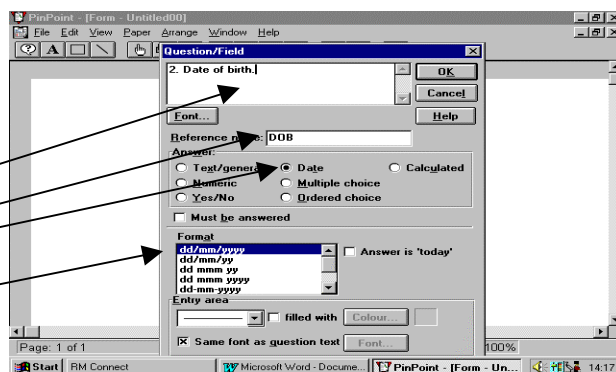 PinPoint - [Form - Untitled00]
File Edit View Paper Arrange Window Help
Question/Field
2. Date of birth.
OK
Cancel
Font...
Help
Reference name: DOB
Answer:
Text/general Date Calculated
Numeric Multiple choice
Yes/No Ordered choice
Must be answered
Format
dd/mm/yyyy
dd/mm/yy
dd mmm yy
dd mmm yyyy
dd-mm-yyyy
Answer is 'today'
Entry area
filled with Colour...
Same font as question text Font...
Page: 1 of 1 100%
Start RM Connect Microsoft Word - Docume... PinPoint - [Form - Un... 14:17